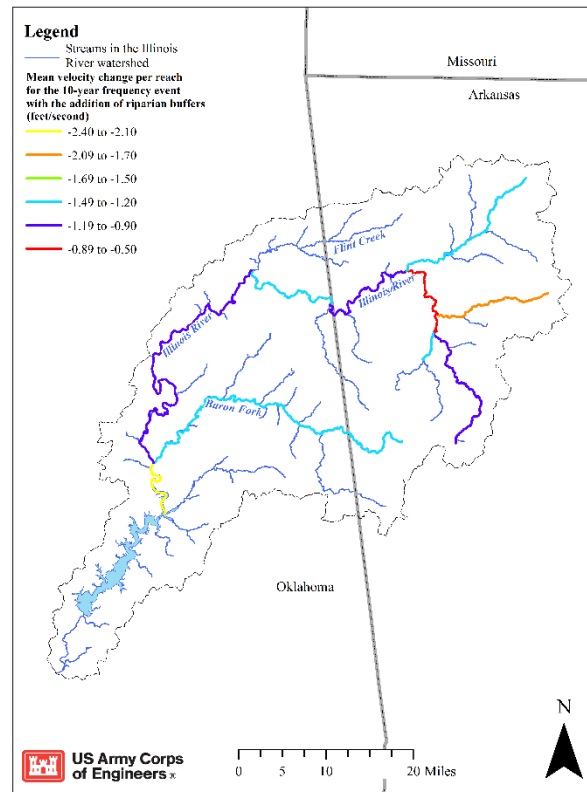 Legend
Streams in the Illinois
River watershed
Mean velocity change per reach
for the 10-year frequency event
with the addition of riparian buffers
(feet/second)
-2.40 to -2.10
-2.09 to -1.70
-1.69 to -1.50
-1.49 to -1.20
-1.19 to -0.90
-0.89 to -0.50
Missouri
Arkansas
Flint Creek
Illinois River
Illinois River
Baron Fork
Oklahoma
N
US Army Corps
of Engineers
0 5 10 20 Miles